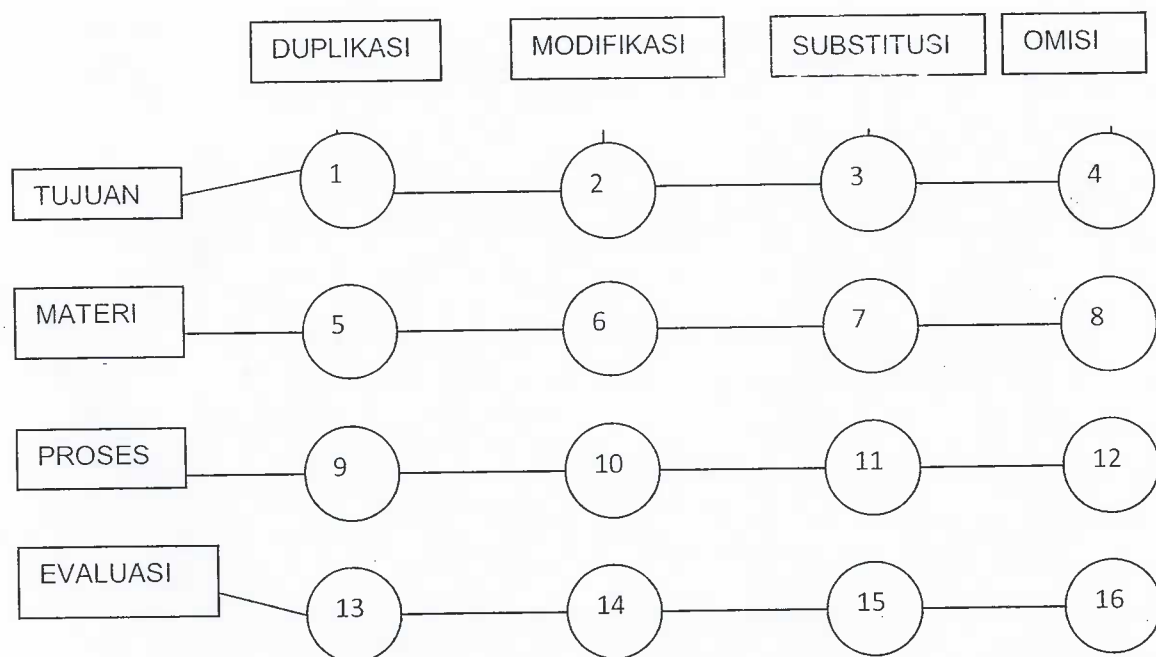 DUPLIKASI
MODIFIKASI
SUBSTITUSI
OMISI
TUJUAN
1
2
3
4
MATERI
5
6
7
8
PROSES
9
10
11
12
EVALUASI
13
14
15
16